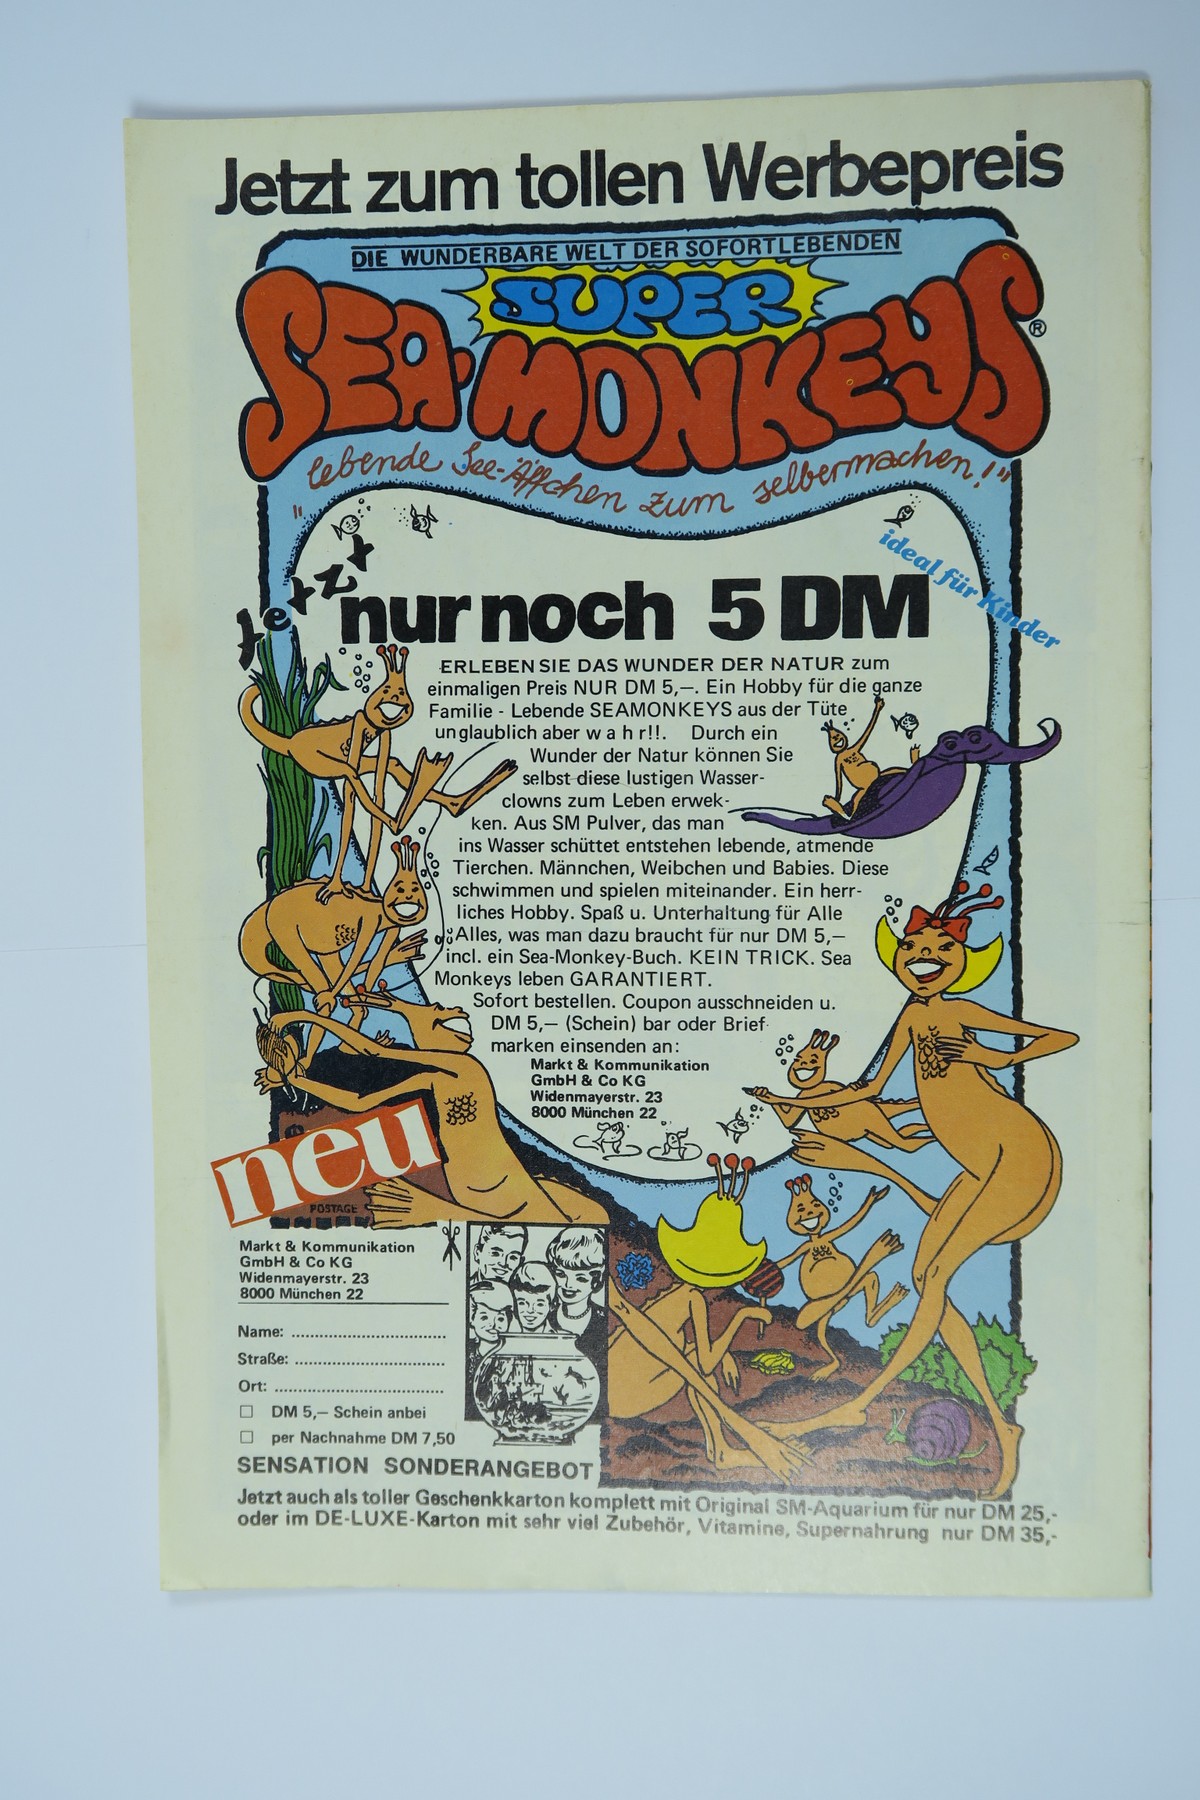 Jetzt zum tollen Werbepreis
DIE WUNDERBARE WELT DER SOFORTLEBENDEN
SUPER
SEA-MONKEYS®
"lebende See-Äffchen zum selbermachen!"
ideal für Kinder
Jetzt
nur noch 5 DM
ERLEBEN SIE DAS WUNDER DER NATUR zum
einmaligen Preis NUR DM 5,—. Ein Hobby für die ganze
Familie - Lebende SEAMONKEYS aus der Tüte
unglaublich aber w a h r!!. Durch ein
Wunder der Natur können Sie
selbst diese lustigen Wasser-
clowns zum Leben erwek-
ken. Aus SM Pulver, das man
ins Wasser schüttet entstehen lebende, atmende
Tierchen. Männchen, Weibchen und Babies. Diese
schwimmen und spielen miteinander. Ein herr-
liches Hobby. Spaß u. Unterhaltung für Alle
Alles, was man dazu braucht für nur DM 5,—
incl. ein Sea-Monkey-Buch. KEIN TRICK. Sea
Monkeys leben GARANTIERT.
Sofort bestellen. Coupon ausschneiden u.
DM 5,— (Schein) bar oder Brief-
marken einsenden an:
Markt & Kommunikation
GmbH & Co KG
Widenmayerstr. 23
8000 München 22
neu
POSTAGE
Markt & Kommunikation
GmbH & Co KG
Widenmayerstr. 23
8000 München 22
Name: ......................................
Straße: .....................................
Ort: ..........................................
☐ DM 5,— Schein anbei
☐ per Nachnahme DM 7,50
SENSATION SONDERANGEBOT
Jetzt auch als toller Geschenkkarton komplett mit Original SM-Aquarium für nur DM 25,-
oder im DE-LUXE-Karton mit sehr viel Zubehör, Vitamine, Supernahrung nur DM 35,-